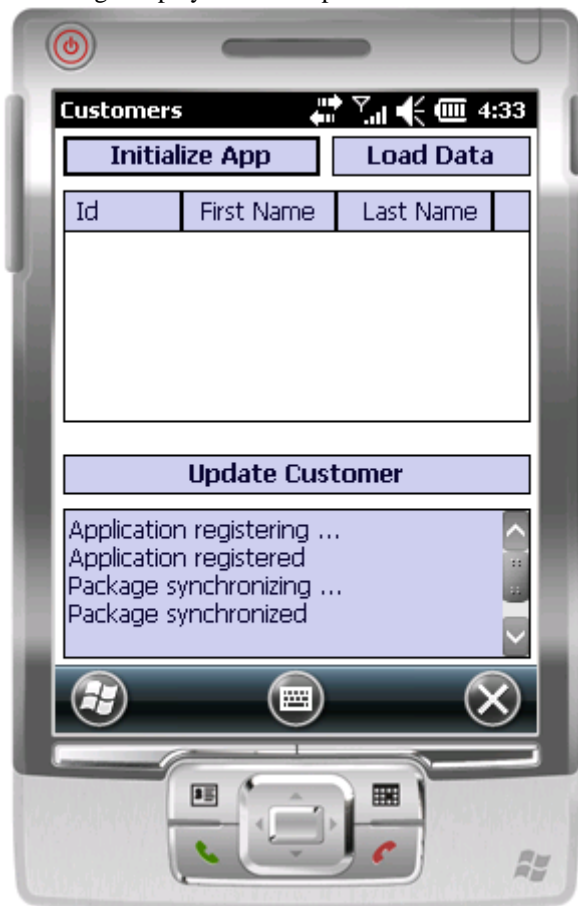 Customers 4:33
Initialize App Load Data
Id First Name Last Name
Update Customer
Application registering ...
Application registered
Package synchronizing ...
Package synchronized